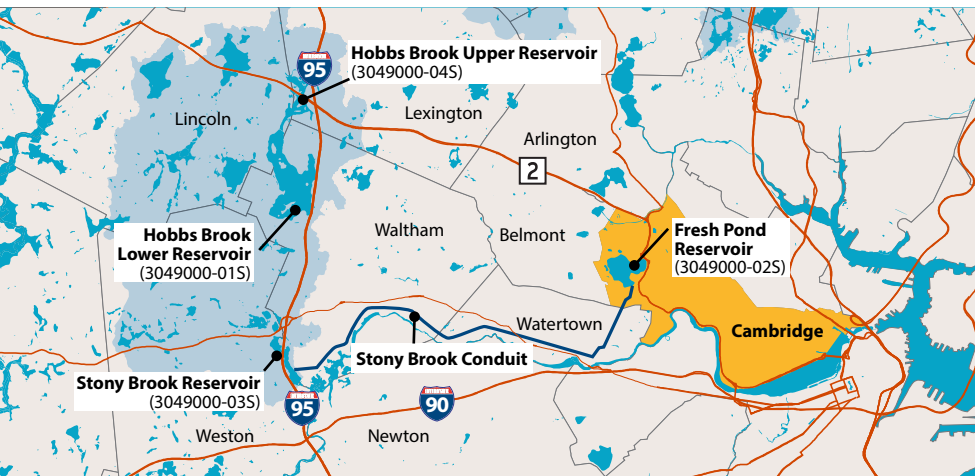 95
Hobbs Brook Upper Reservoir
(3049000-04S)
Lincoln
Lexington
Arlington
2
Hobbs Brook
Lower Reservoir
(3049000-01S)
Waltham
Belmont
Fresh Pond
Reservoir
(3049000-02S)
Watertown
Cambridge
Stony Brook Conduit
Stony Brook Reservoir
(3049000-03S)
95
90
Weston
Newton